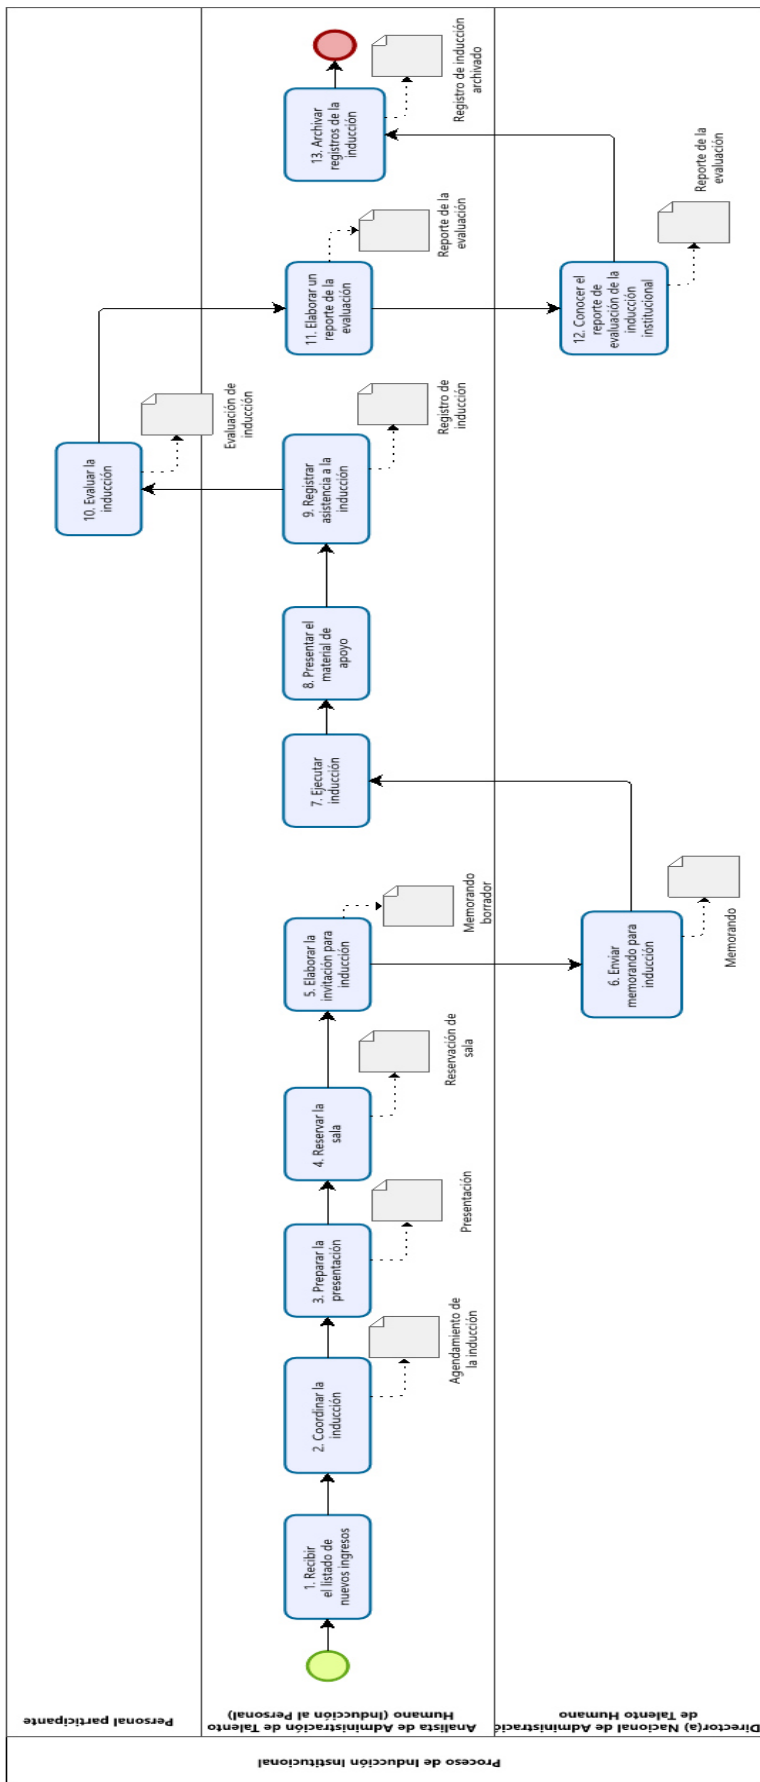 Proceso de Inducción Institucional
Personal participante
Analista de Administración de Talento
Humano (Inducción al Personal)
Director(a) Nacional de Administració
de Talento Humano
1. Recibir
el listado de
nuevos ingresos
2. Coordinar la
inducción
Agendamiento de
la inducción
3. Preparar la
presentación
Presentación
4. Reservar la
sala
Reservación de
sala
5. Elaborar la
invitación para
inducción
Memorando
borrador
6. Enviar
memorando para
inducción
Memorando
7. Ejecutar
inducción
8. Presentar el
material de
apoyo
9. Registrar
asistencia a la
inducción
Registro de
inducción
10. Evaluar la
inducción
Evaluación de
inducción
11. Elaborar un
reporte de la
evaluación
Reporte de la
evaluación
12. Conocer el
reporte de
evaluación de la
inducción
institucional
Reporte de la
evaluación
13. Archivar
registros de la
inducción
Registro de inducción
archivado